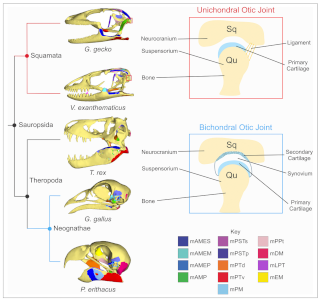 G. gecko
Squamata
V. exanthematicus
Sauropsida
T. rex
Theropoda
G. gallus
Neognathae
P. erithacus
Unichondral Otic Joint
Neurocranium
Sq
Suspensorium
Ligament
Qu
Primary
Cartilage
Bone
Bichondral Otic Joint
Neurocranium
Sq
Secondary
Cartilage
Suspensorium
Synovium
Qu
Bone
Primary
Cartilage
Key
mAMES mPSTs mPPt
mAMEM mPSTp mDM
mAMEP mPTd mLPT
mAMP mPTv mEM
mPM